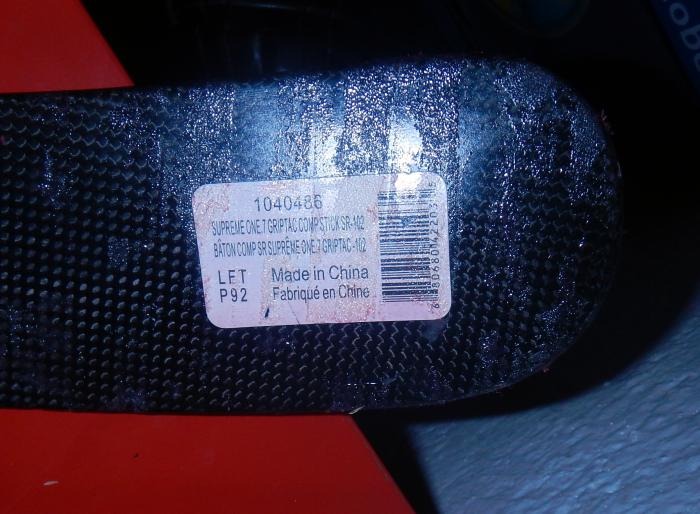 1040486
SUPREME ONE.7 GRIPTAC COMP STICK SR-102
BÂTON COMP SR SUPRÊME ONE.7 GRIPTAC-102
LFT Made in China
P92 Fabriqué en Chine